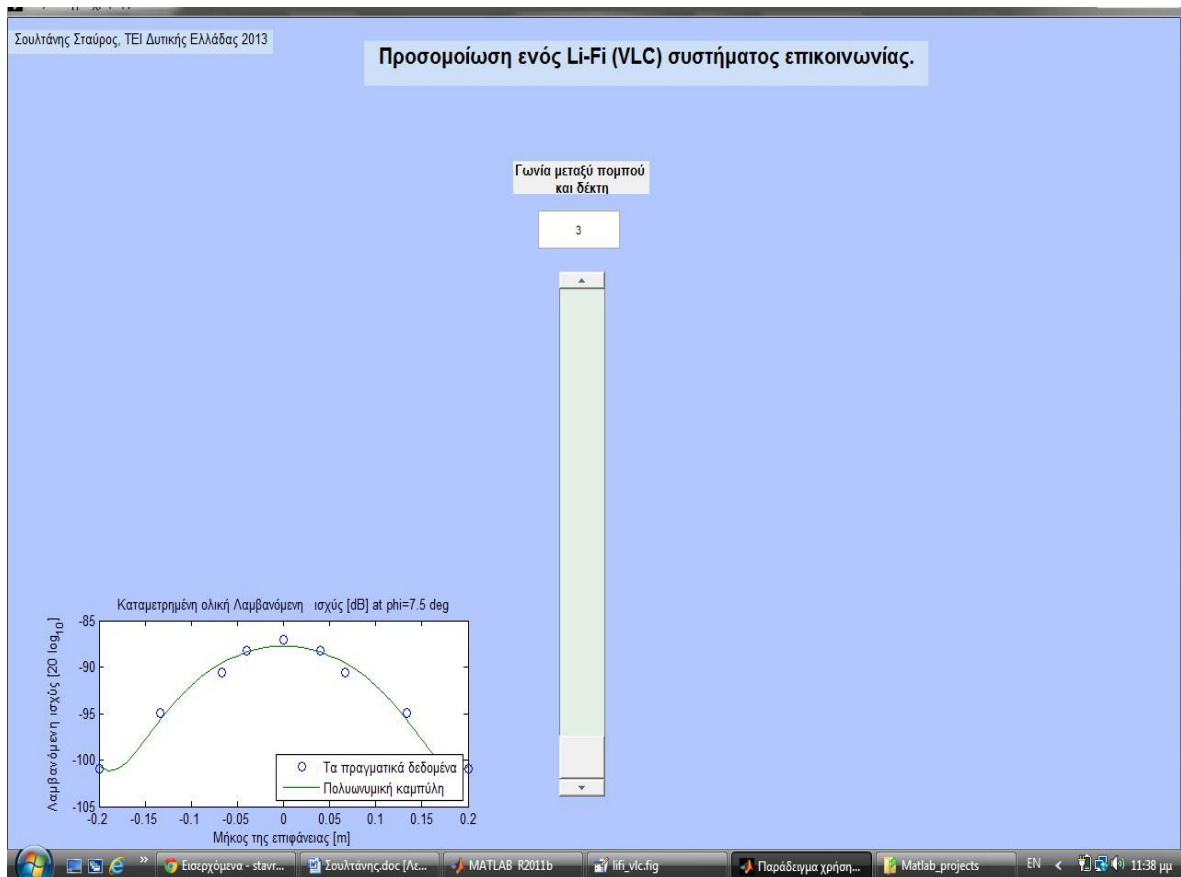 Σουλτάνης Σταύρος, ΤΕΙ Δυτικής Ελλάδας 2013
Προσομοίωση ενός Li-Fi (VLC) συστήματος επικοινωνίας.
Γωνία μεταξύ πομπού
και δέκτη
3
Καταμετρημένη ολική Λαμβανόμενη ισχύς [dB] at phi=7.5 deg
Λαμβανόμενη ισχύς [20 log10]
-85
-90
-95
-100
-105
Τα πραγματικά δεδομένα
Πολυωνυμική καμπύλη
-0.2 -0.15 -0.1 -0.05 0 0.05 0.1 0.15 0.2
Μήκος της επιφάνειας [m]
» Εισερχόμενα - stavr... Σουλτάνης.doc [Λε... MATLAB R2011b lifi_vlc.fig Παράδειγμα χρήση... Matlab_projects EN 11:38 μμ